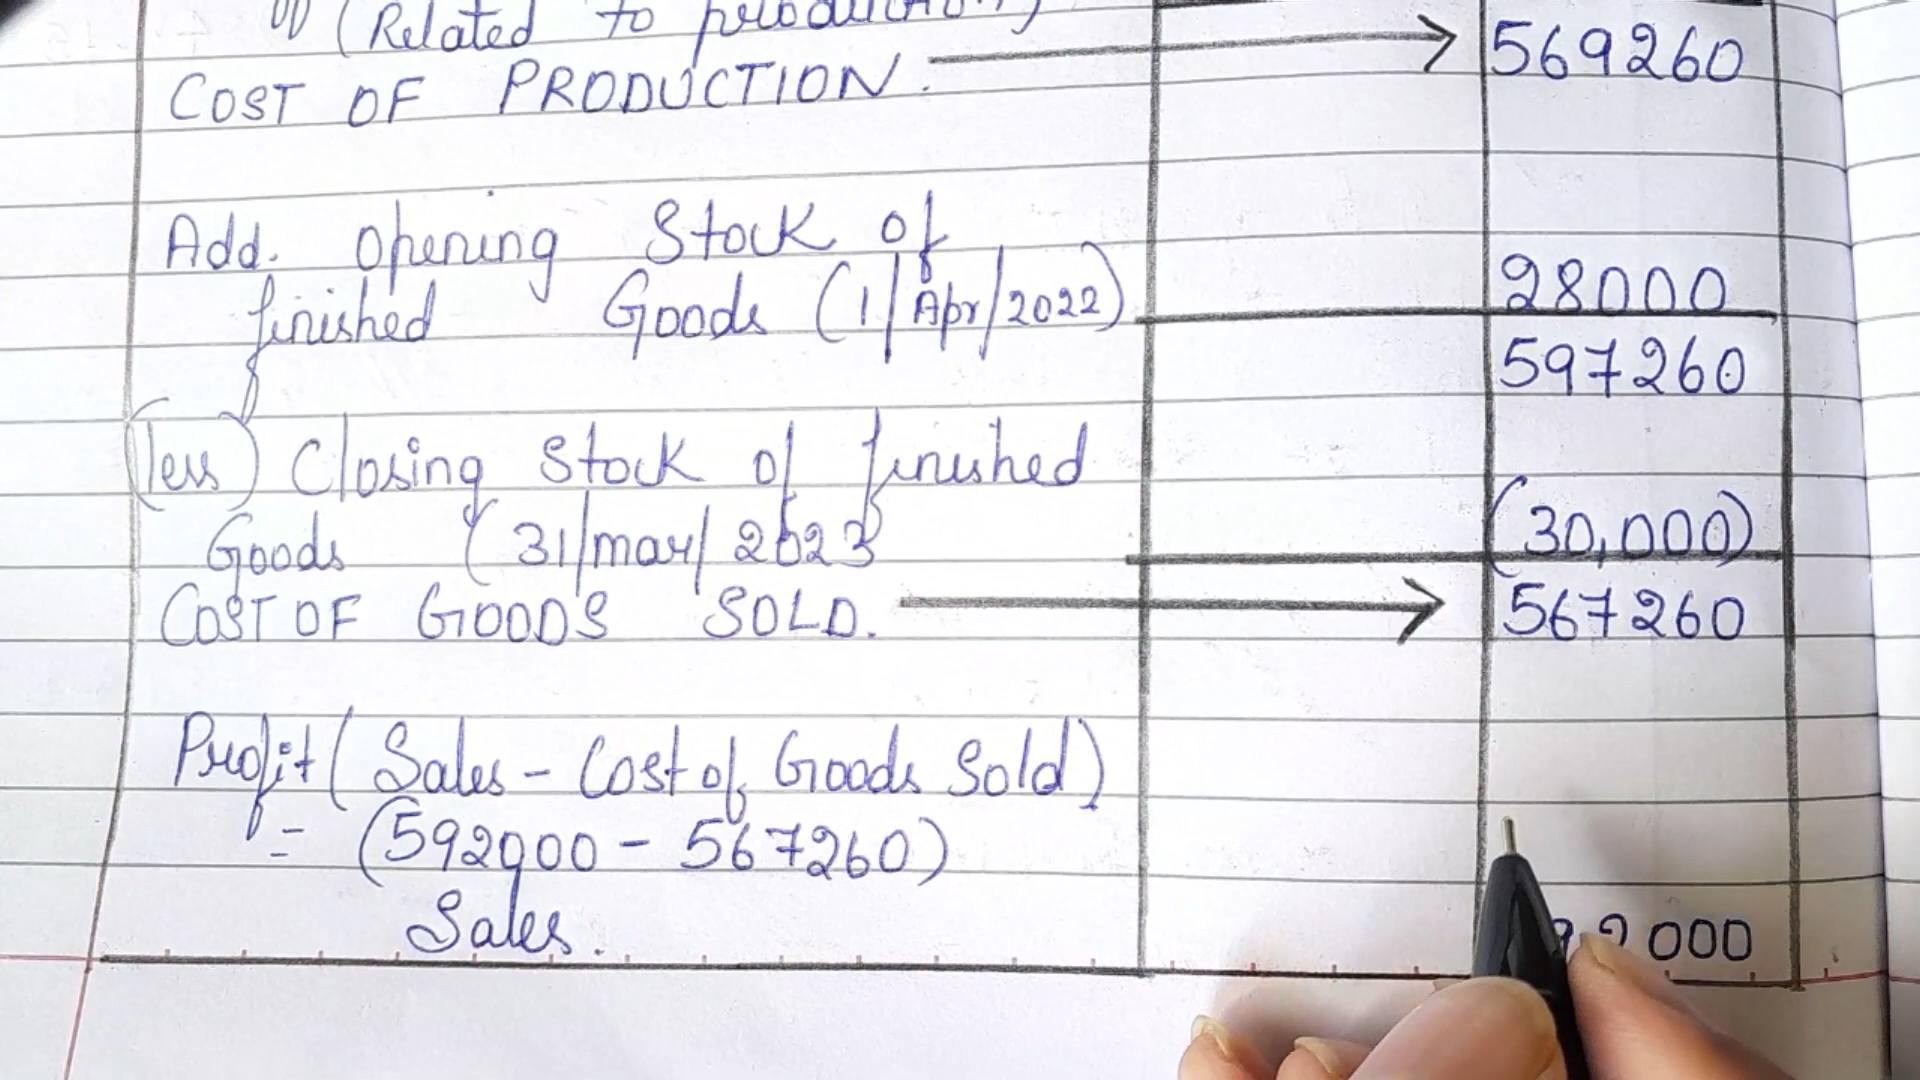 (Related to production)
COST OF PRODUCTION. 569260
Add. Opening Stock of
finished Goods (1/Apr/2022) 28000
597260
(less) Closing Stock of finished
Goods (31/mar/2023 (30,000)
COST OF GOODS SOLD. 567260
Profit (Sales - Cost of Goods Sold)
= (592000 - 567260)
Sales. 92000